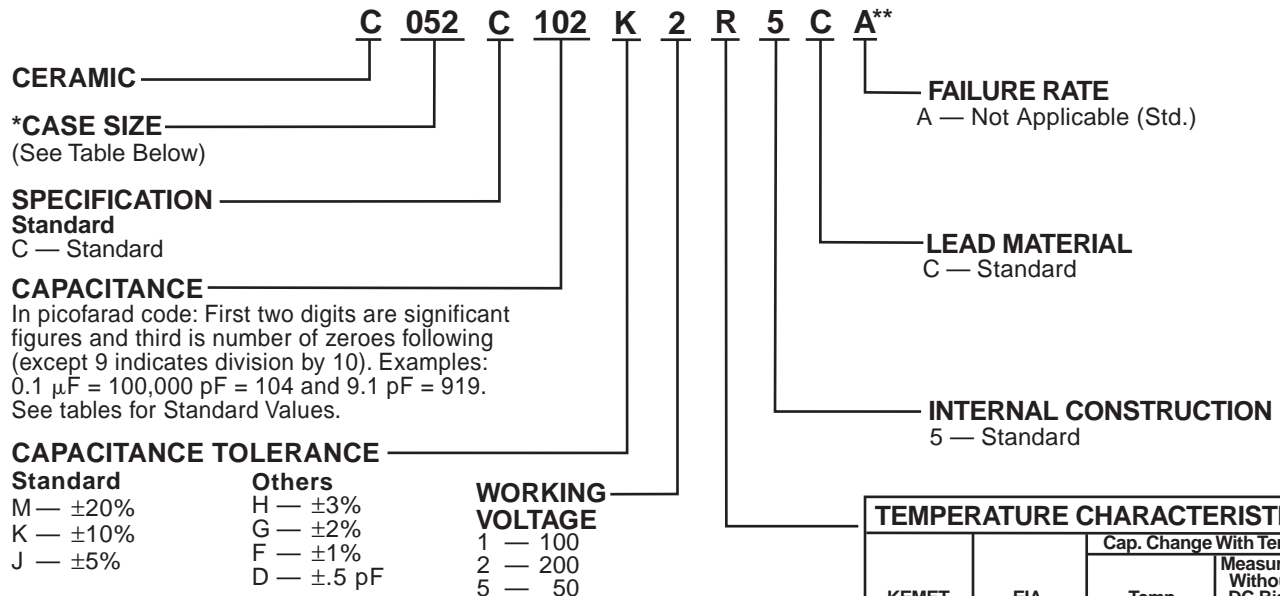 C 052 C 102 K 2 R 5 C A**
CERAMIC
*CASE SIZE
(See Table Below)
SPECIFICATION
Standard
C — Standard
CAPACITANCE
In picofarad code: First two digits are significant
figures and third is number of zeroes following
(except 9 indicates division by 10). Examples:
0.1 μF = 100,000 pF = 104 and 9.1 pF = 919.
See tables for Standard Values.
CAPACITANCE TOLERANCE
Standard
M — ±20%
K — ±10%
J — ±5%
Others
H — ±3%
G — ±2%
F — ±1%
D — ±.5 pF
WORKING
VOLTAGE
1 — 100
2 — 200
5 — 50
FAILURE RATE
A — Not Applicable (Std.)
LEAD MATERIAL
C — Standard
INTERNAL CONSTRUCTION
5 — Standard
TEMPERATURE
Cap. Change With